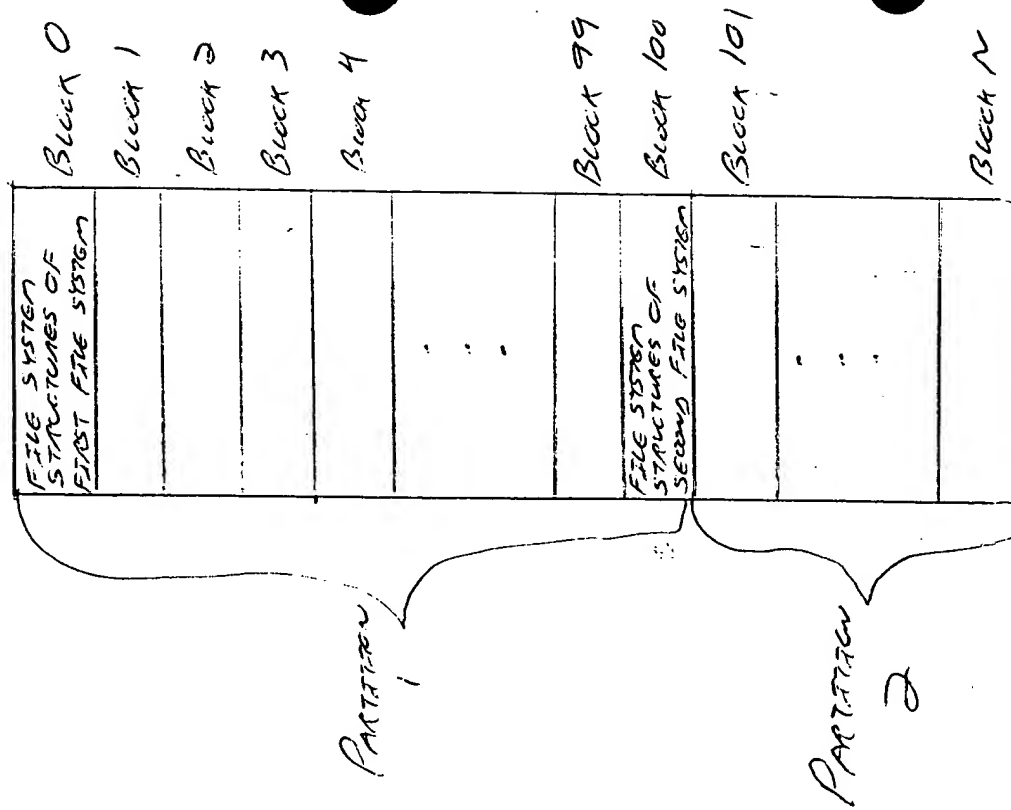 FILE SYSTEM
STRUCTURES OF
FIRST FILE SYSTEM
BLOCK 0
BLOCK 1
BLOCK 2
BLOCK 3
BLOCK 4
BLOCK 99
FILE SYSTEM
STRUCTURES OF
SECOND FILE SYSTEM
BLOCK 100
BLOCK 101
BLOCK N
PARTITION
1
PARTITION
2